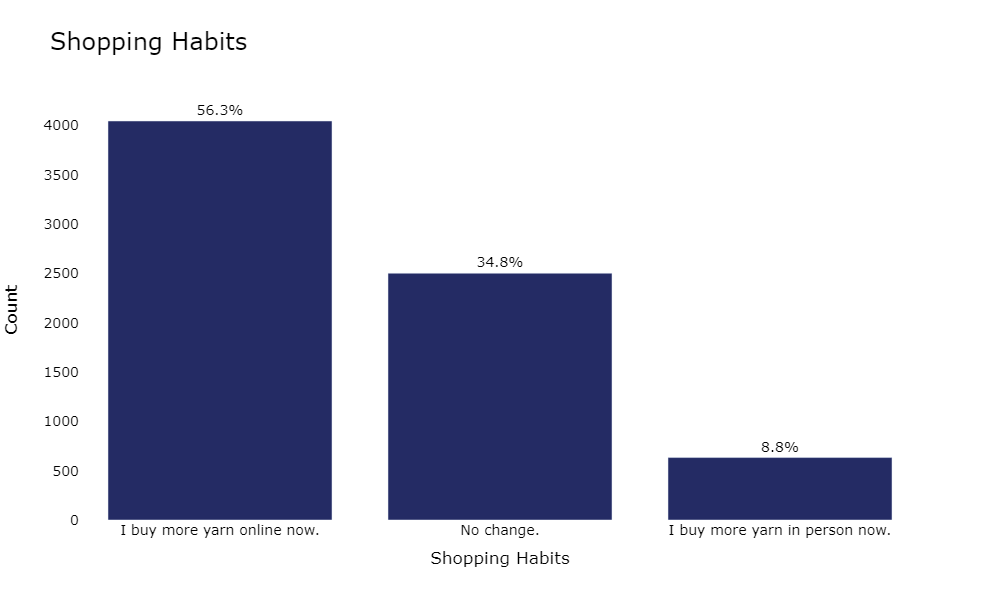 Shopping Habits
56.3%
4000
3500
3000
34.8%
2500
2000
Count
1500
1000
8.8%
500
0
I buy more yarn online now.
No change.
I buy more yarn in person now.
Shopping Habits